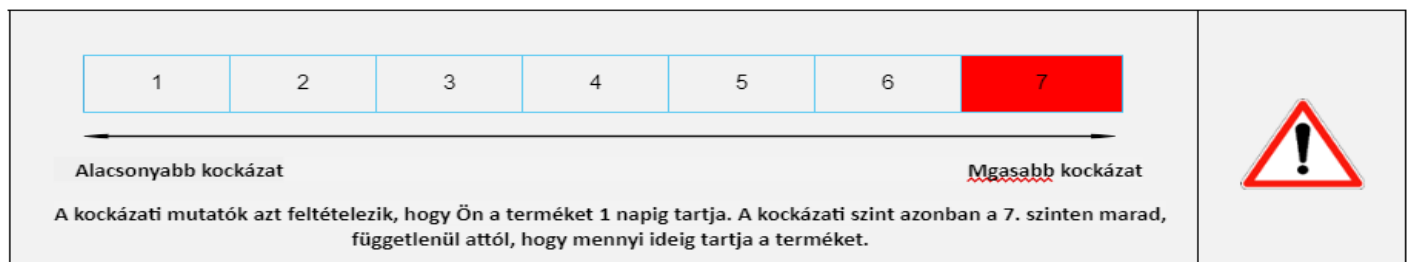 1 2 3 4 5 6 7
Alacsonyabb kockázat Mgasabb kockázat
A kockázati mutatók azt feltételezik, hogy Ön a terméket 1 napig tartja. A kockázati szint azonban a 7. szinten marad,
függetlenül attól, hogy mennyi ideig tartja a terméket.